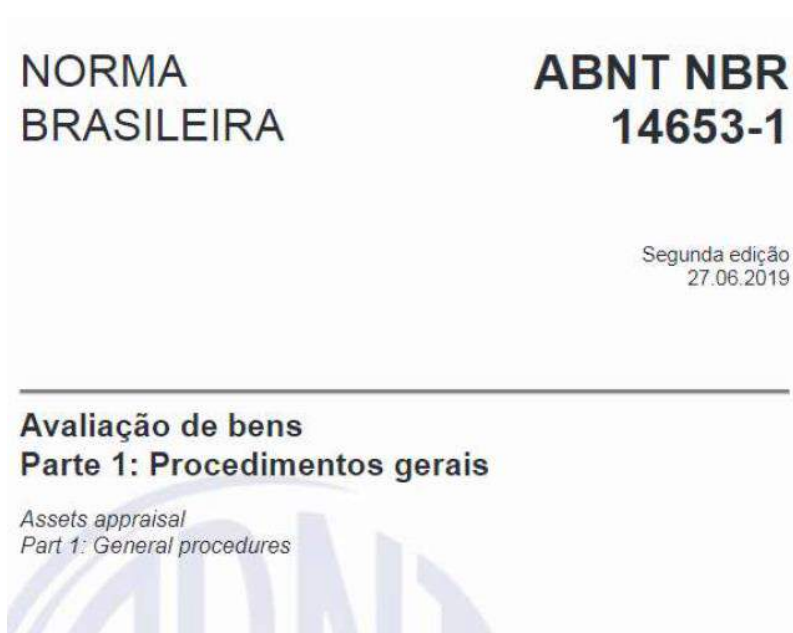 NORMA
BRASILEIRA
ABNT NBR
14653-1
Segunda edição
27.06.2019
Avaliação de bens
Parte 1: Procedimentos gerais
Assets appraisal
Part 1: General procedures
ABNT